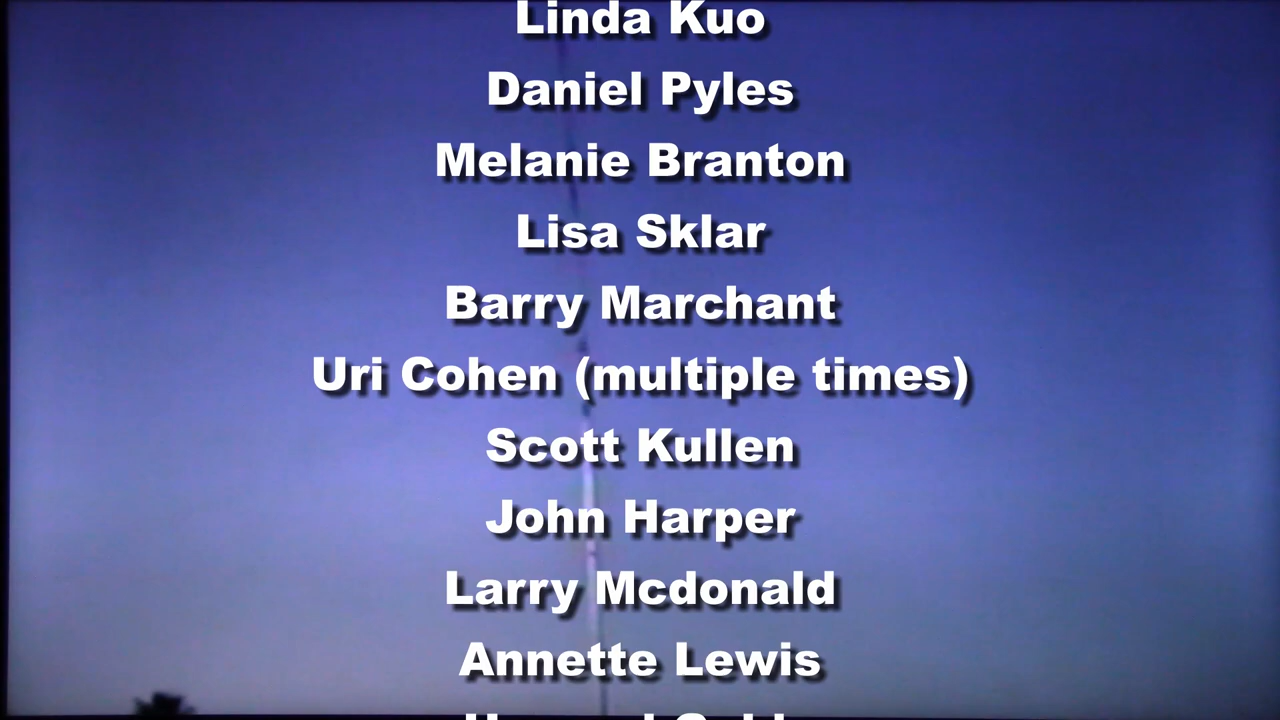 Linda Kuo
Daniel Pyles
Melanie Branton
Lisa Sklar
Barry Marchant
Uri Cohen (multiple times)
Scott Kullen
John Harper
Larry Mcdonald
Annette Lewis